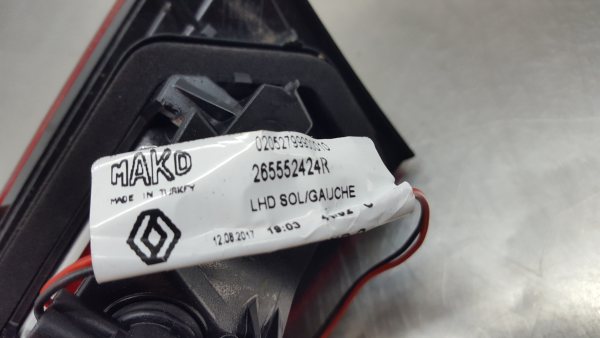 MAKO
MADE IN TURKEY
265552424R
LHD SOL/GAUCHE
12.08.2017 19:03